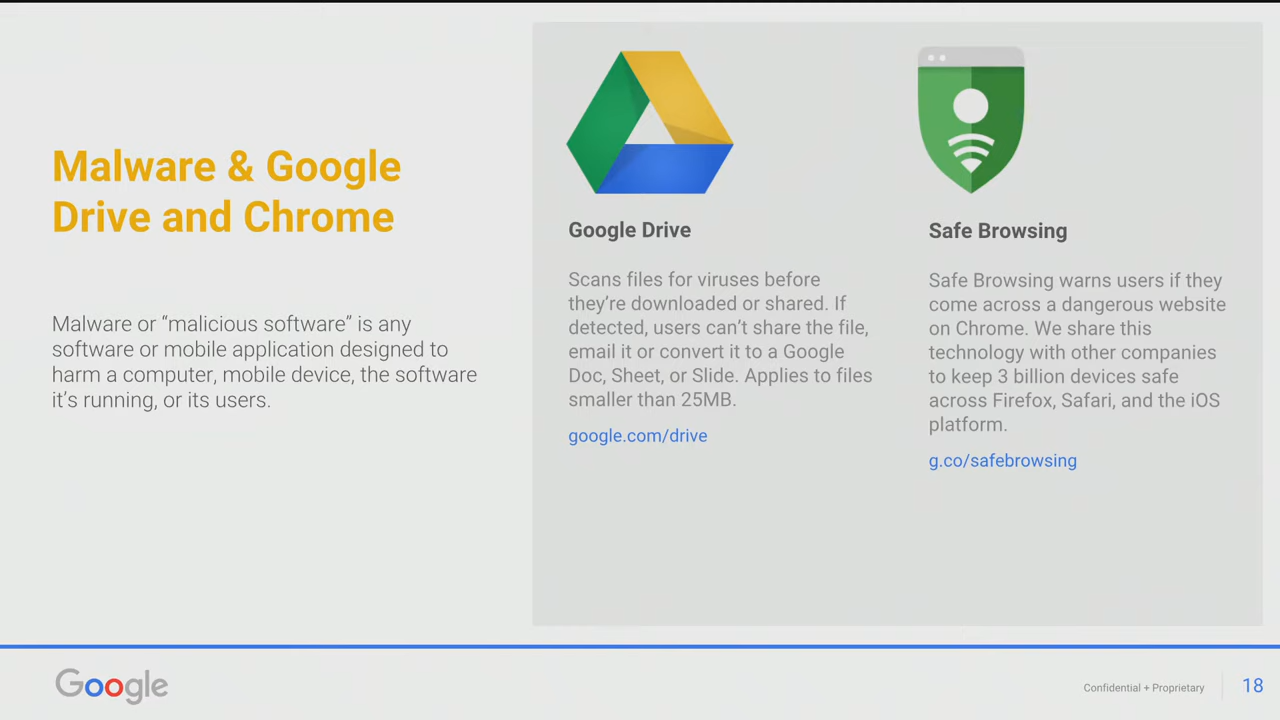 Malware & Google
Drive and Chrome
Malware or “malicious software” is any
software or mobile application designed to
harm a computer, mobile device, the software
it’s running, or its users.
Google Drive
Scans files for viruses before
they’re downloaded or shared. If
detected, users can’t share the file,
email it or convert it to a Google
Doc, Sheet, or Slide. Applies to files
smaller than 25MB.
google.com/drive
Safe Browsing
Safe Browsing warns users if they
come across a dangerous website
on Chrome. We share this
technology with other companies
to keep 3 billion devices safe
across Firefox, Safari, and the iOS
platform.
g.co/safebrowsing
Google
Confidential + Proprietary
18